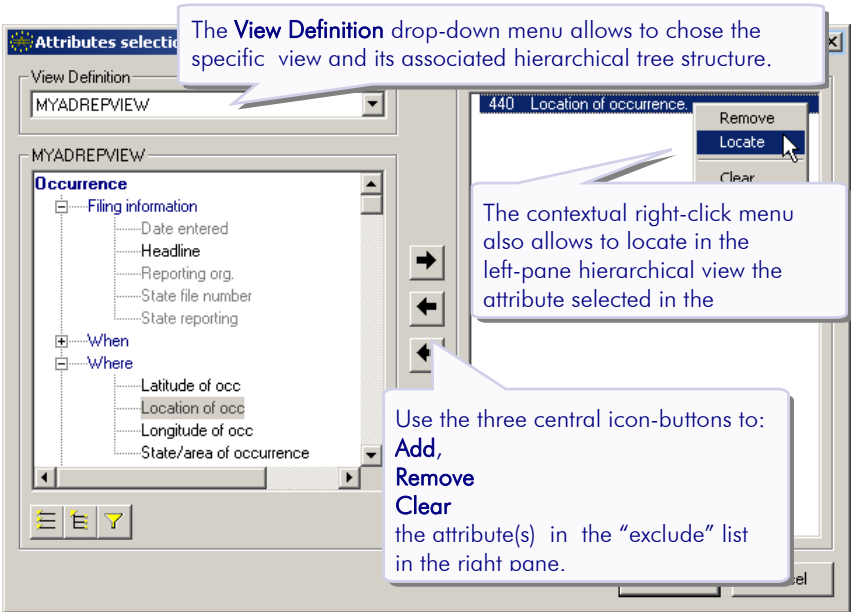 Attributes selectio
The View Definition drop-down menu allows to chose the
specific view and its associated hierarchical tree structure.
View Definition
MYADREPVIEW
440 Location of occurrence.
Remove
Locate
Clear
MYADREPVIEW
Occurrence
Filing information
Date entered
Headline
Reporting org.
State file number
State reporting
When
Where
Latitude of occ
Location of occ
Longitude of occ
State/area of occurrence
The contextual right-click menu
also allows to locate in the
left-pane hierarchical view the
attribute selected in the
Use the three central icon-buttons to:
Add,
Remove
Clear
the attribute(s) in the “exclude” list
in the right pane.
cel